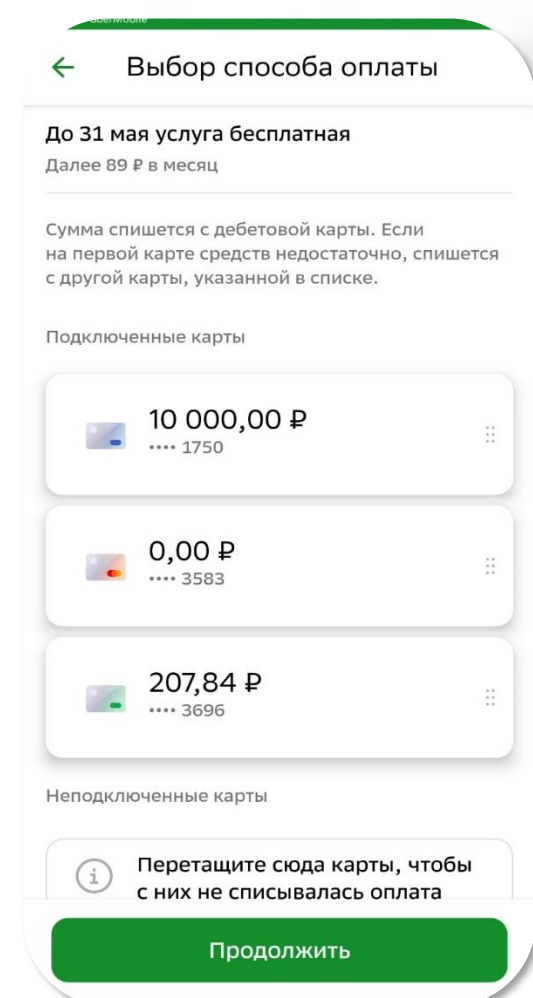 SberMobile
Выбор способа оплаты
До 31 мая услуга бесплатная
Далее 89 ₽ в месяц
Сумма спишется с дебетовой карты. Если
на первой карте средств недостаточно, спишется
с другой карты, указанной в списке.
Подключенные карты
10 000,00 ₽
•••• 1750
0,00 ₽
•••• 3583
207,84 ₽
•••• 3696
Неподключенные карты
Перетащите сюда карты, чтобы
с них не списывалась оплата
Продолжить